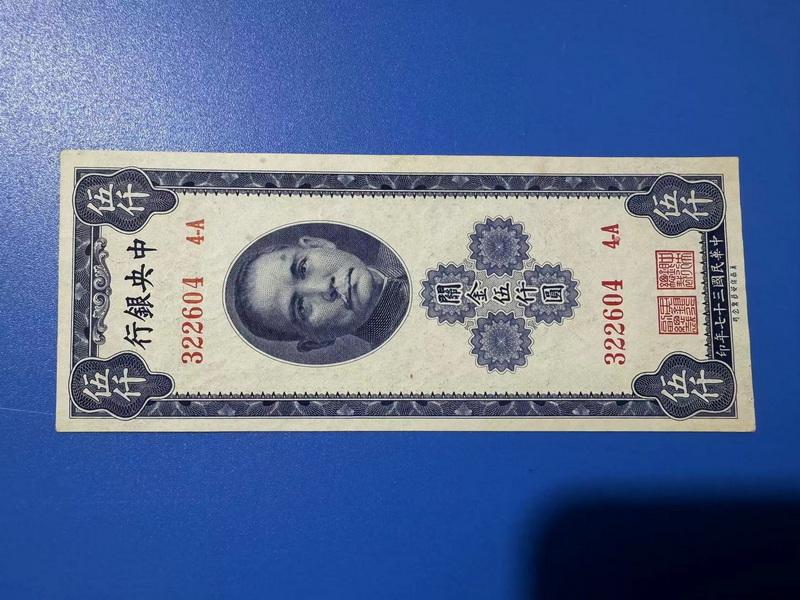 伍仟
伍仟
中央銀行
322604 4-A
關金伍仟圓
322604 4-A
中華民國三十七年印
伍仟
伍仟